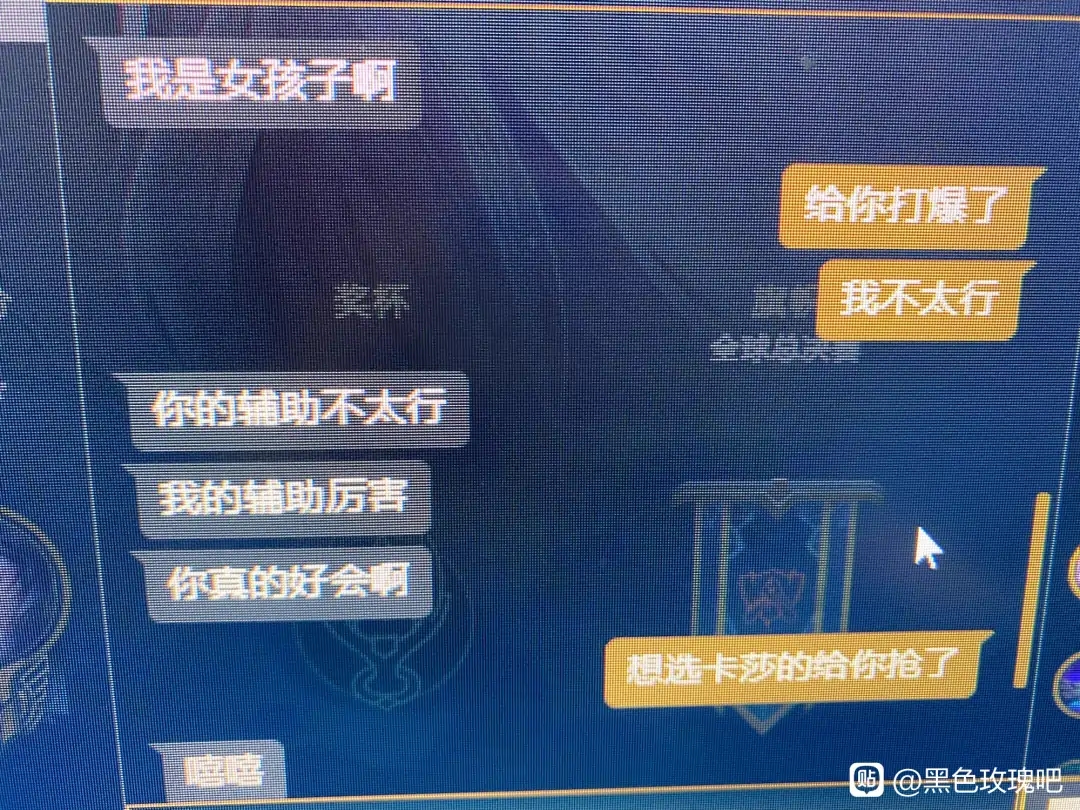 我是女孩子啊
给你打爆了
奖杯
我不太行
全球总决赛
你的辅助不太行
我的辅助厉害
你真的好会啊
想选卡莎的给你抢了
嘻嘻
贴 @黑色玫瑰吧